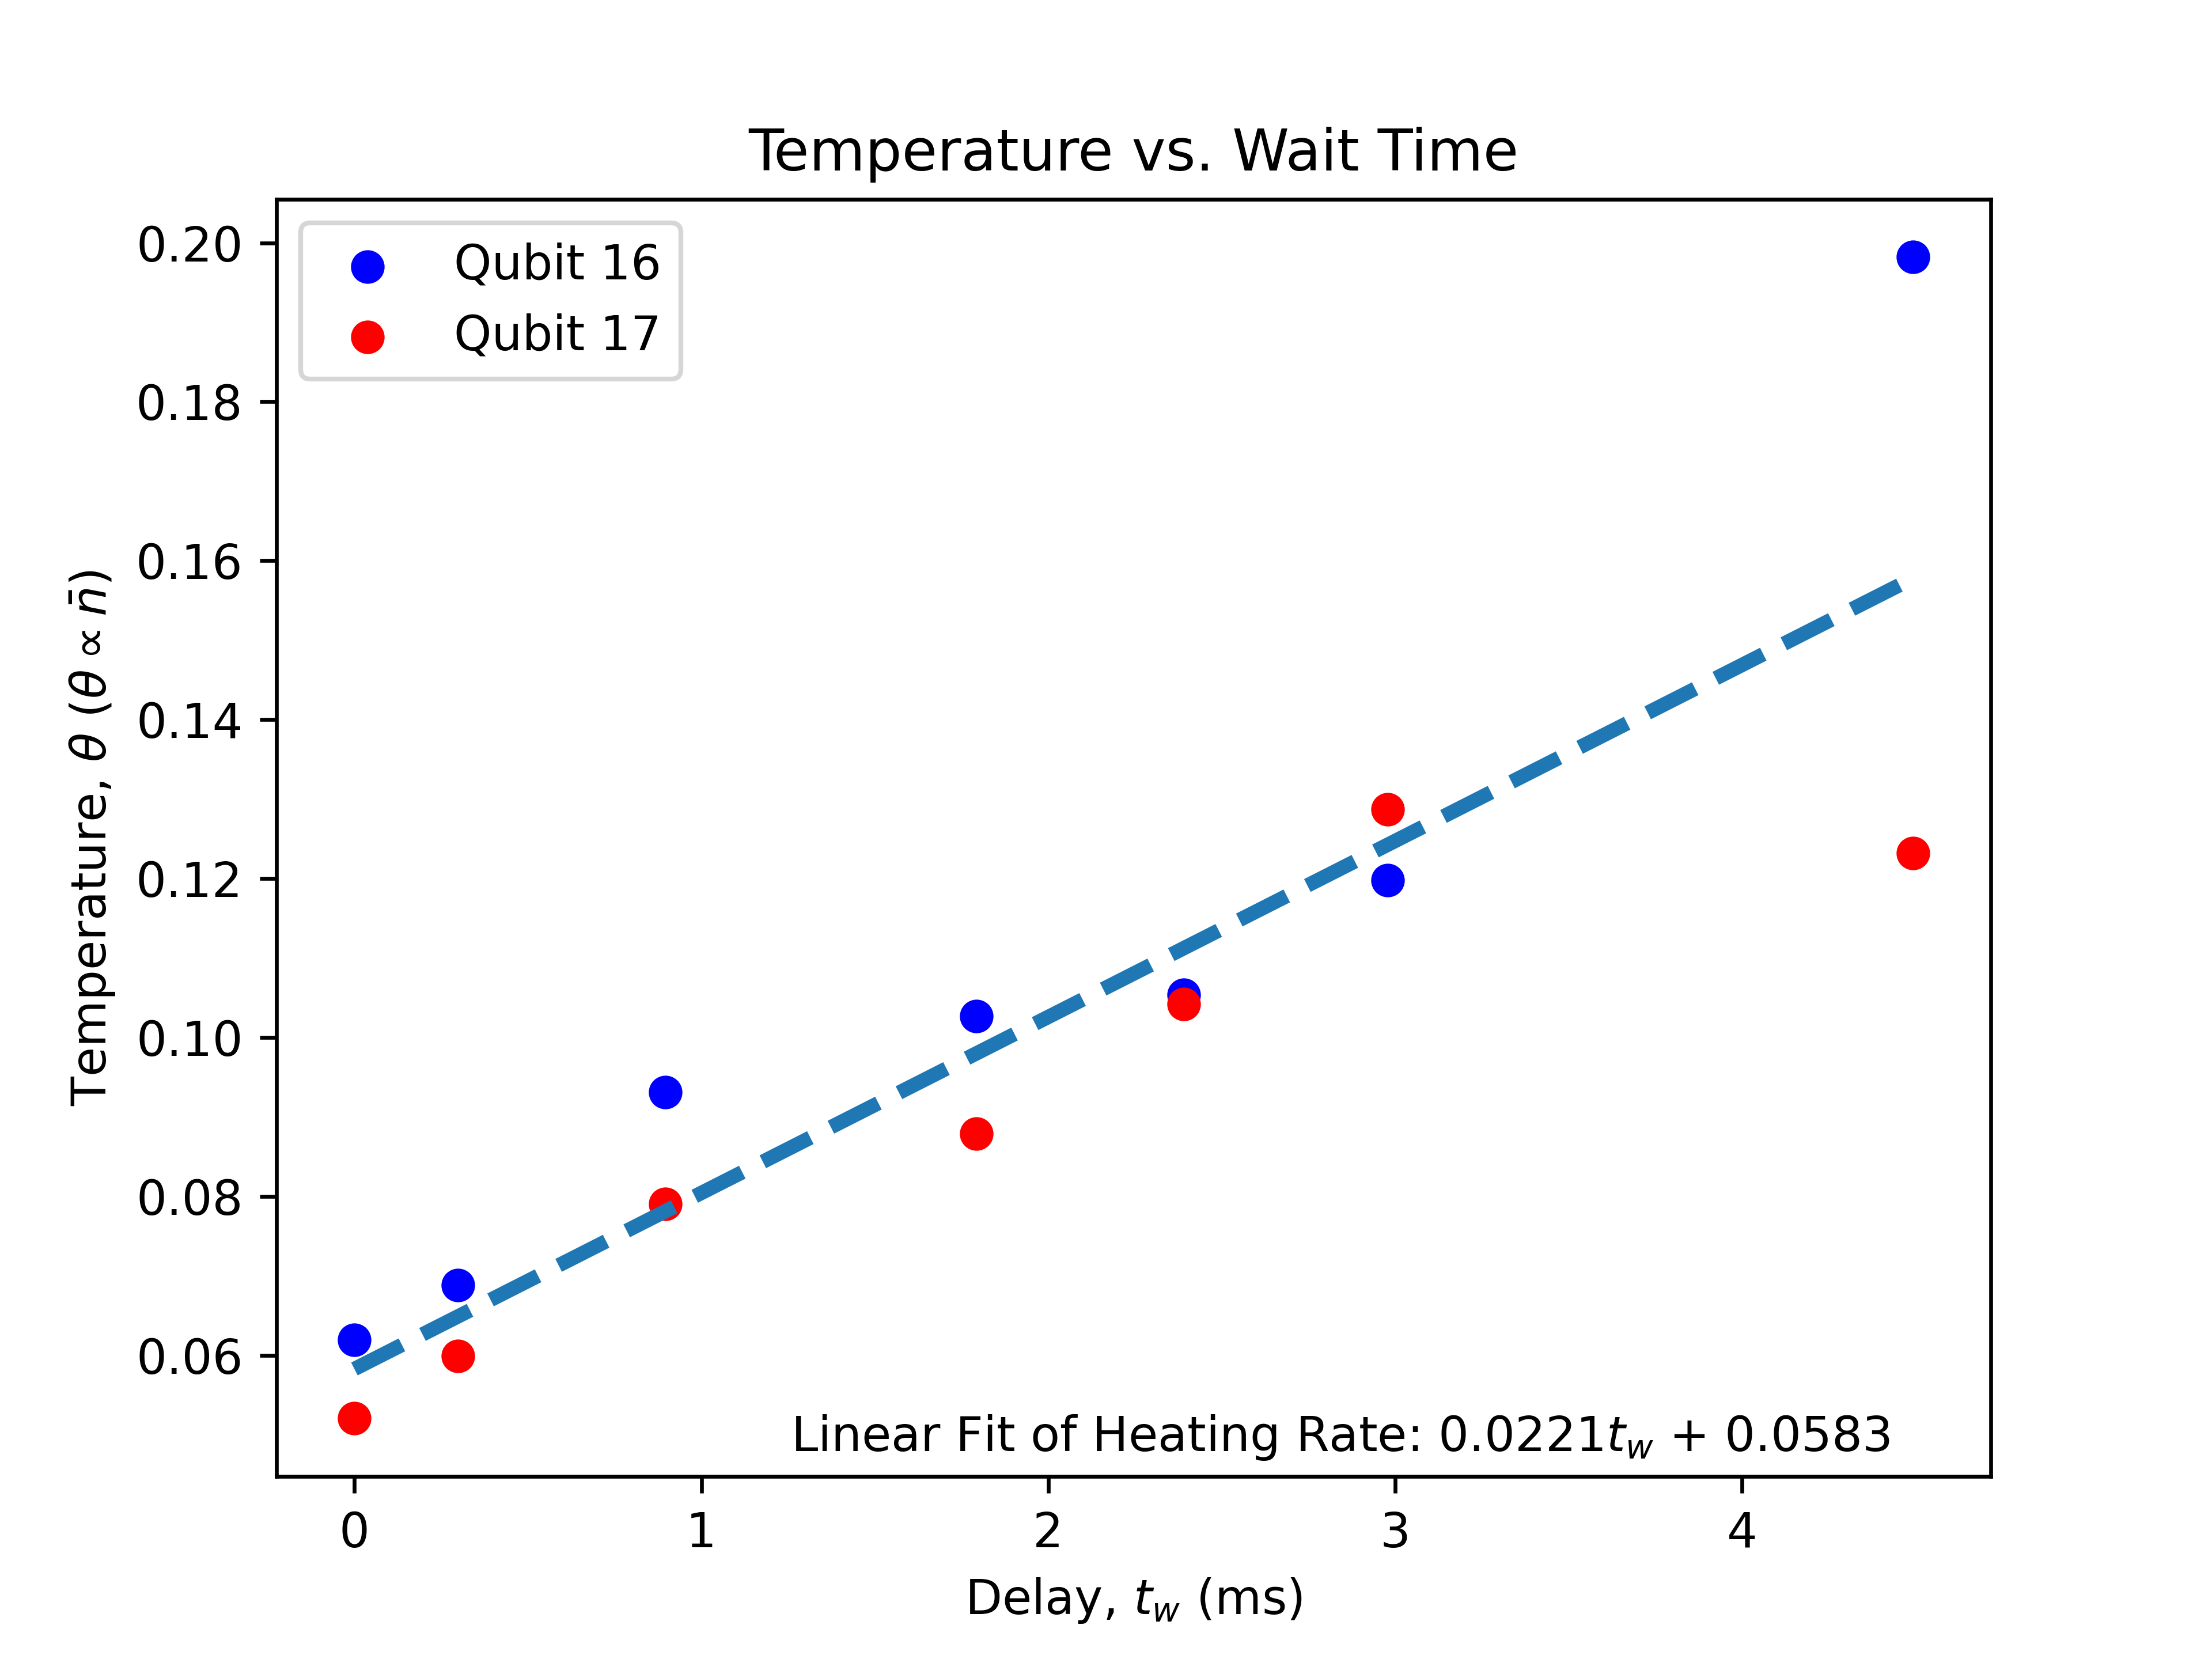 Temperature vs. Wait Time
Qubit 16
Qubit 17
0.20
0.18
0.16
0.14
0.12
0.10
0.08
0.06
Temperature, θ (θ ∝ n̄)
Linear Fit of Heating Rate: 0.0221t_w + 0.0583
0 1 2 3 4
Delay, t_w (ms)